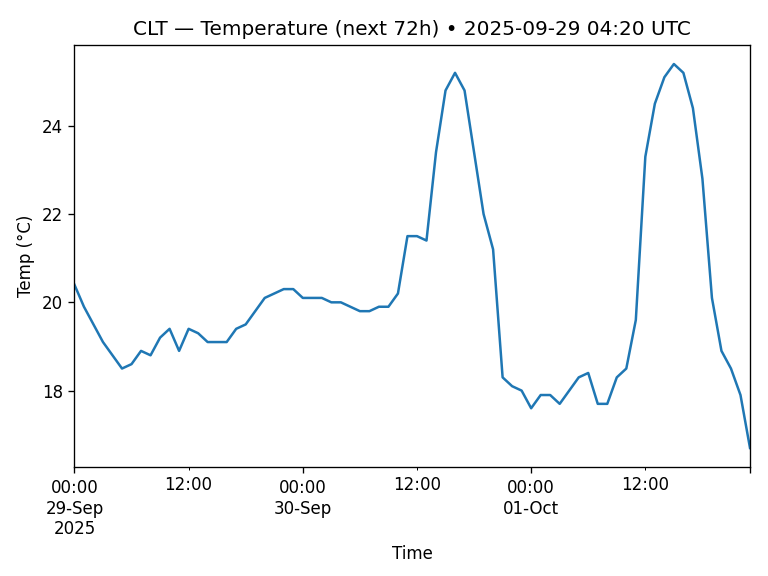 CLT — Temperature (next 72h) • 2025-09-29 04:20 UTC
Temp (°C)
24
22
20
18
00:00 12:00 00:00 12:00 00:00 12:00
29-Sep 30-Sep 01-Oct
2025
Time